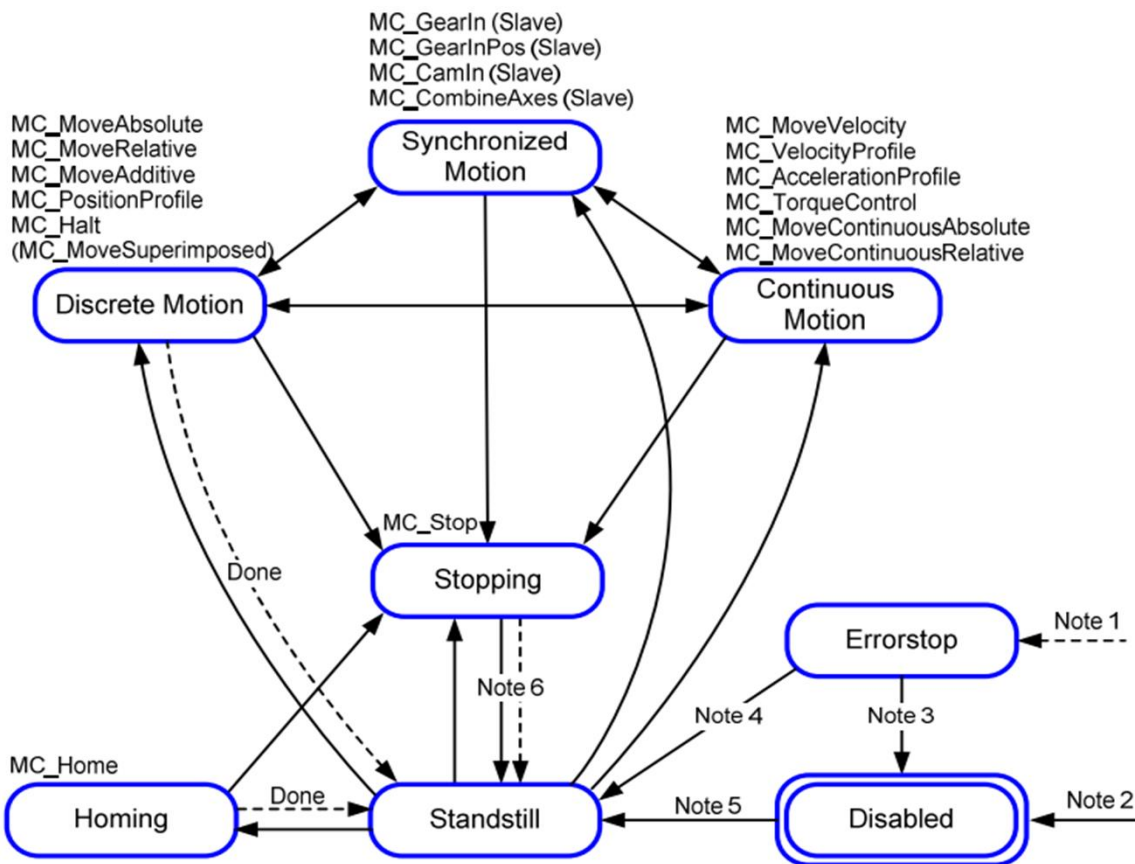 MC_GearIn (Slave)
MC_GearInPos (Slave)
MC_CamIn (Slave)
MC_CombineAxes (Slave)
Synchronized
Motion
MC_MoveAbsolute
MC_MoveRelative
MC_MoveAdditive
MC_PositionProfile
MC_Halt
(MC_MoveSuperimposed)
Discrete Motion
MC_MoveVelocity
MC_VelocityProfile
MC_AccelerationProfile
MC_TorqueControl
MC_MoveContinuousAbsolute
MC_MoveContinuousRelative
Continuous
Motion
MC_Stop
Stopping
Done
Note 6
Errorstop
Note 1
Note 4
Note 3
MC_Home
Homing
Done
Standstill
Note 5
Disabled
Note 2